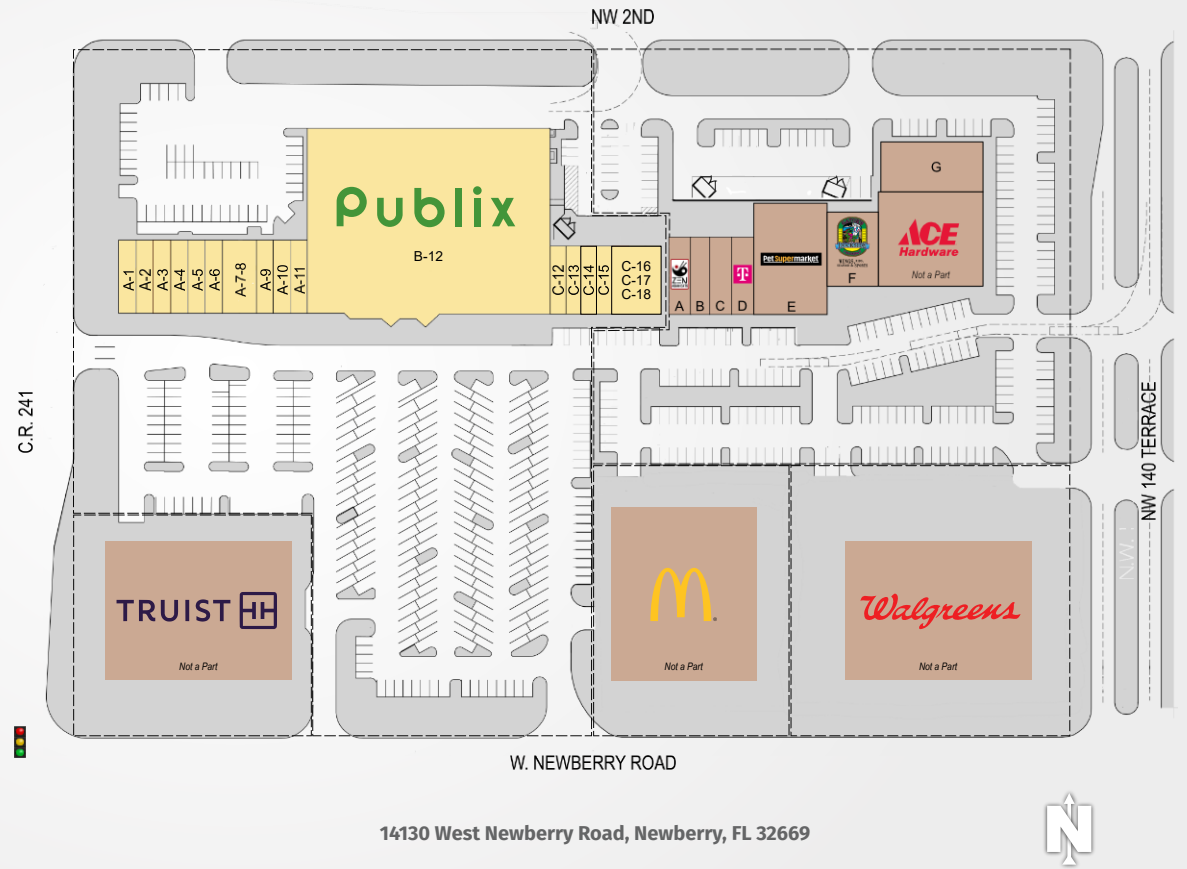 NW 2ND
Publix
B-12
A-1
A-2
A-3
A-4
A-5
A-6
A-7-8
A-9
A-10
A-11
C-12
C-13
C-14
C-15
C-16
C-17
C-18
ZEN
A
B
C
T
D
Pet Supermarket
E
F
G
ACE
Hardware
Not a Part
C.R. 241
NW 140 TERRACE
N.W. 1
TRUIST
Not a Part
Not a Part
Walgreens
Not a Part
W. NEWBERRY ROAD
14130 West Newberry Road, Newberry, FL 32669
N